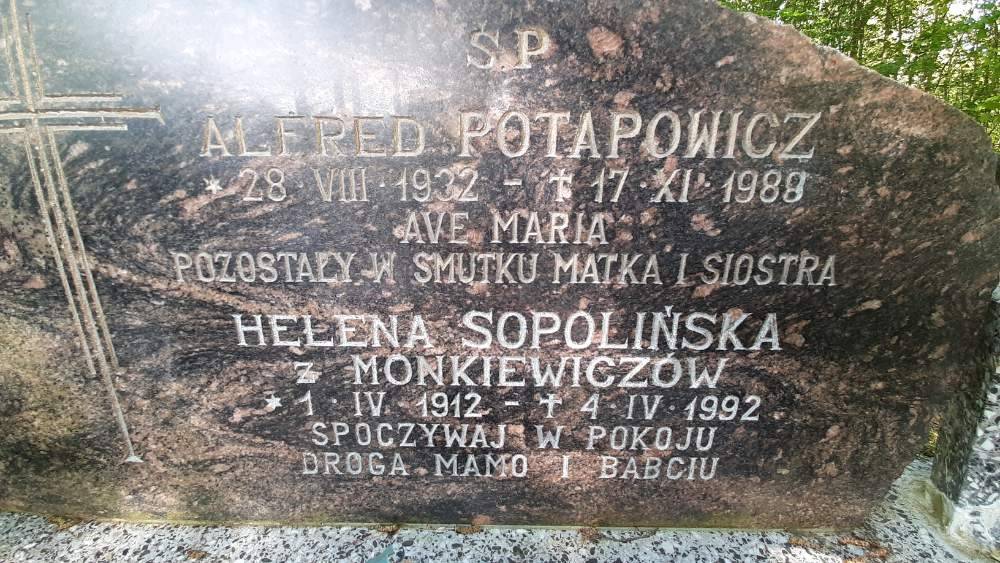 ŚP
ALFRED POTAPOWICZ
* 28 · VIII · 1932 - † 17 · XI · 1988
AVE MARIA
POZOSTAŁY W SMUTKU MATKA I SIOSTRA
HELENA SOPOLIŃSKA
Z MONKIEWICZÓW
* 1 · IV 1912 - † 4 · IV · 1992
SPOCZYWAJ W POKOJU
DROGA MAMO I BABCIU